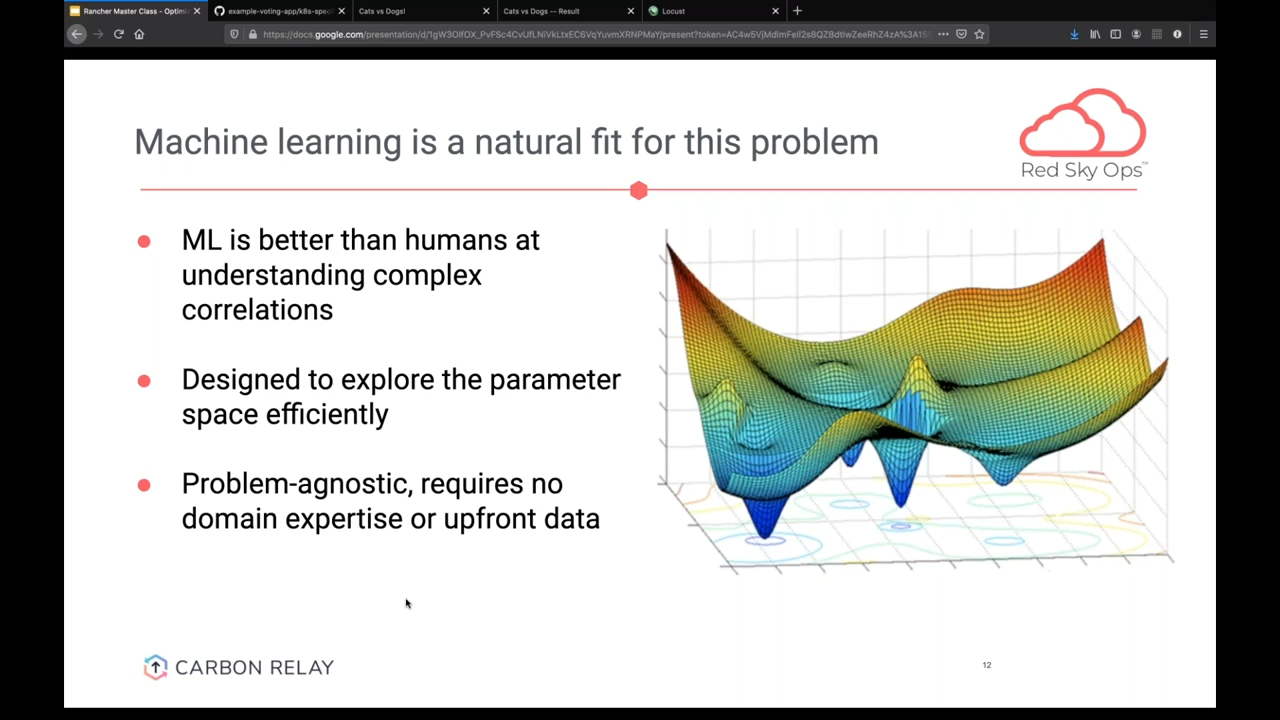 Rancher Master Class - Optimi
example-voting-app/k8s-speci
Cats vs Dogs!
Cats vs Dogs -- Result
Locust
Machine learning is a natural fit for this problem
Red Sky Ops™
ML is better than humans at
understanding complex
correlations
Designed to explore the parameter
space efficiently
Problem-agnostic, requires no
domain expertise or upfront data
CARBON RELAY
12